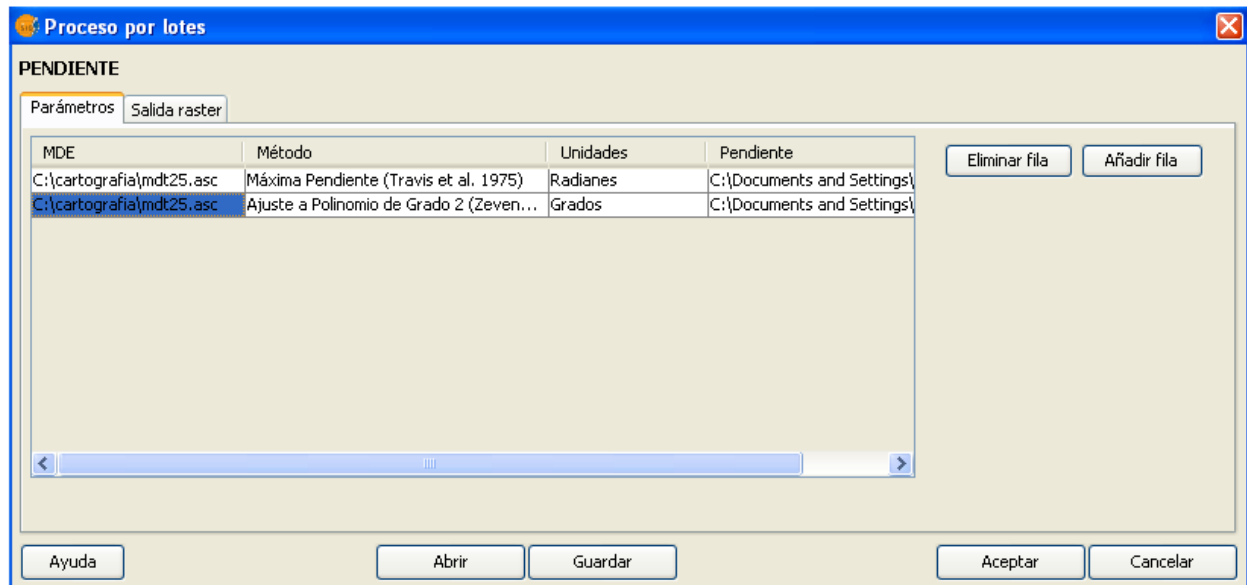 Proceso por lotes
PENDIENTE
Parámetros Salida raster
MDE Método Unidades Pendiente
C:\cartografia\mdt25.asc Máxima Pendiente (Travis et al. 1975) Radianes C:\Documents and Settings\
C:\cartografia\mdt25.asc Ajuste a Polinomio de Grado 2 (Zeven... Grados C:\Documents and Settings\
Eliminar fila Añadir fila
Ayuda Abrir Guardar Aceptar Cancelar